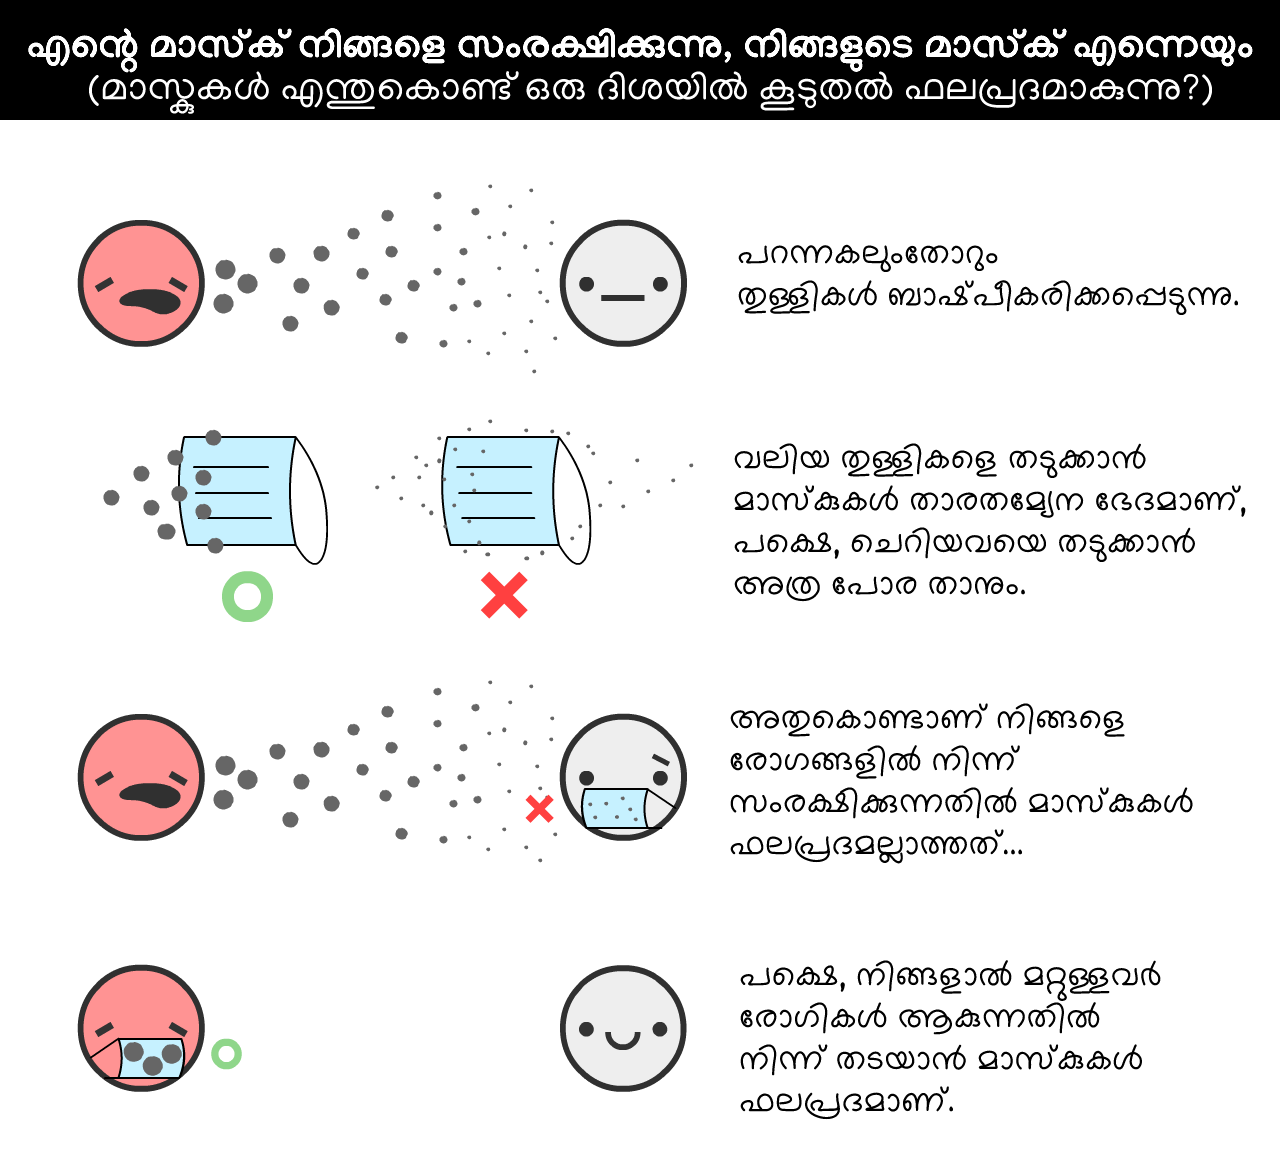 എന്റെ മാസ്ക് നിങ്ങളെ സംരക്ഷിക്കുന്നു, നിങ്ങളുടെ മാസ്ക് എന്നെയും
(മാസ്കുകൾ എന്തുകൊണ്ട് ഒരു ദിശയിൽ കൂടുതൽ ഫലപ്രദമാകുന്നു?)
പറന്നകലുംതോറും
തുള്ളികൾ ബാഷ്പീകരിക്കപ്പെടുന്നു.
വലിയ തുള്ളികളെ തടുക്കാൻ
മാസ്കുകൾ താരതമ്യേന ഭേദമാണ്,
പക്ഷെ, ചെറിയവയെ തടുക്കാൻ
അത്ര പോര താനും.
അതുകൊണ്ടാണ് നിങ്ങളെ
രോഗങ്ങളിൽ നിന്ന്
സംരക്ഷിക്കുന്നതിൽ മാസ്കുകൾ
ഫലപ്രദമല്ലാത്തത്...
പക്ഷെ, നിങ്ങളാൽ മറ്റുള്ളവർ
രോഗികൾ ആകുന്നതിൽ
നിന്ന് തടയാൻ മാസ്കുകൾ
ഫലപ്രദമാണ്.